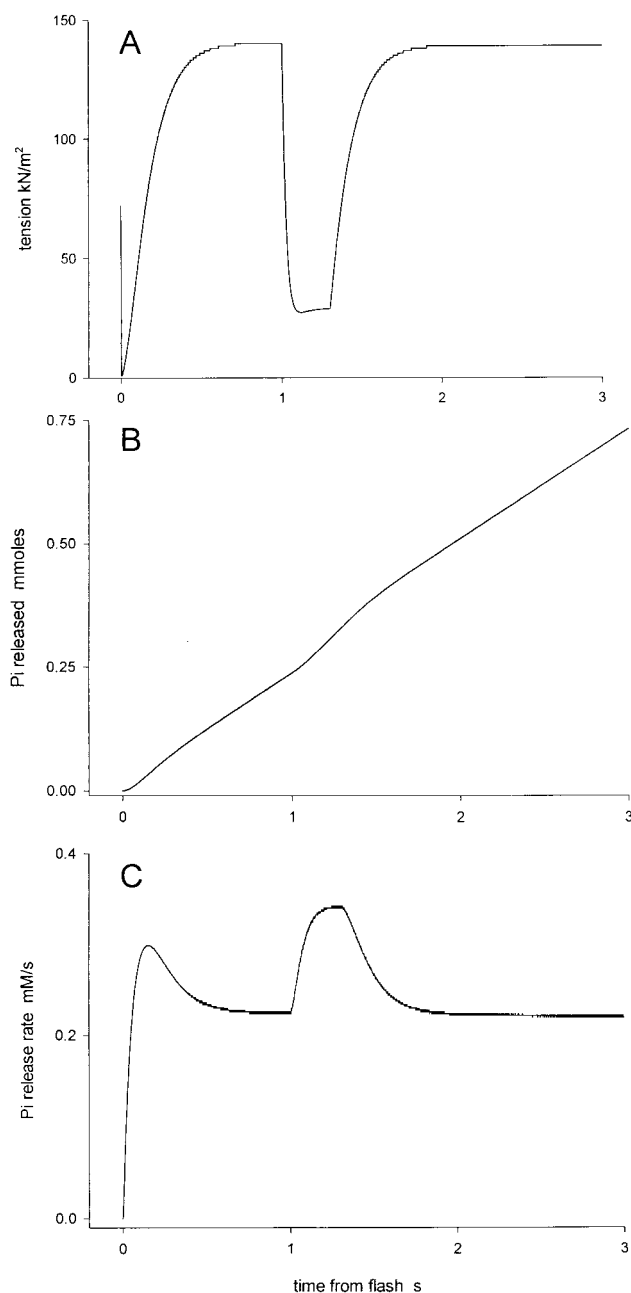 A
150
100
50
0
tension kN/m²
0 1 2 3
B
0.75
0.50
0.25
0.00
Pi released mmoles
0 1 2 3
C
0.4
0.2
0.0
Pi release rate mM/s
0 1 2 3
time from flash s